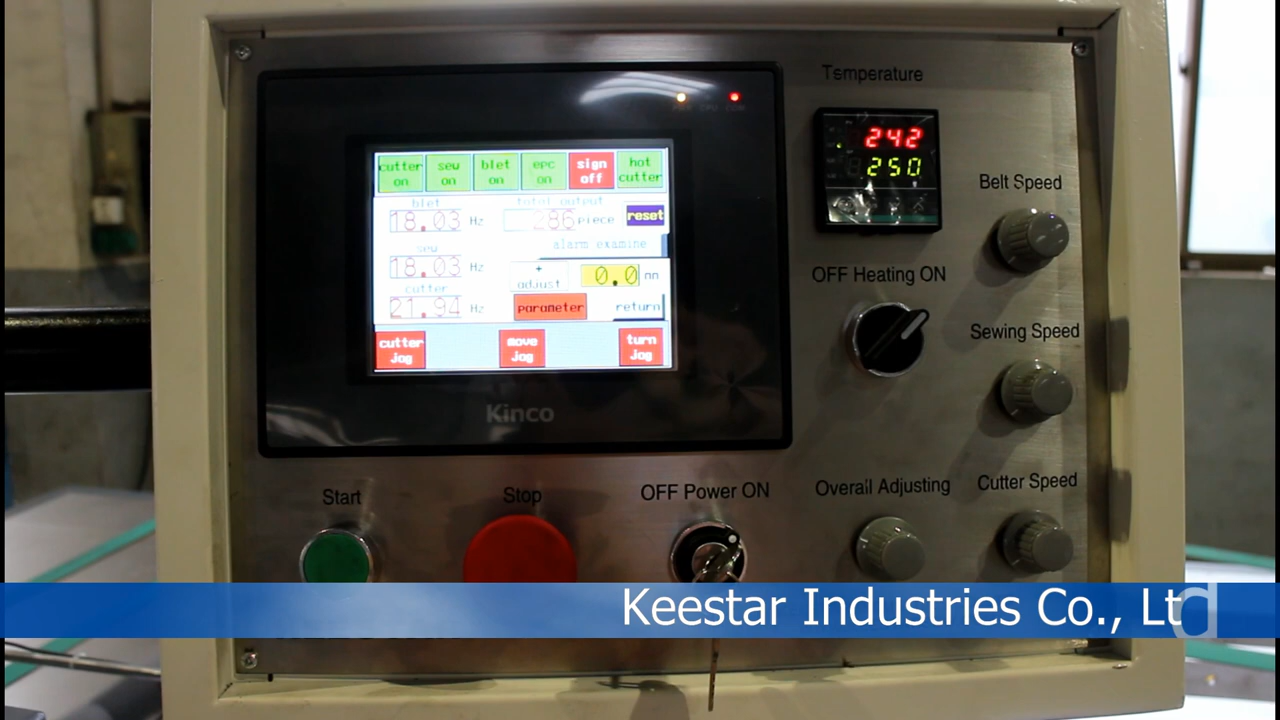 Temperature
242
250
cutter on
sew on
blet on
epc on
sign off
hot cutter
blet
18.03 Hz
total output
286 piece
reset
sew
18.03 Hz
alarm examine
+
adjust
0.0
cutter
21.94 Hz
parameter
return
cutter Jog
move Jog
turn Jog
Kinco
Belt Speed
OFF Heating ON
Sewing Speed
Start
Stop
OFF Power ON
Overall Adjusting
Cutter Speed
Keestar Industries Co., Ltd